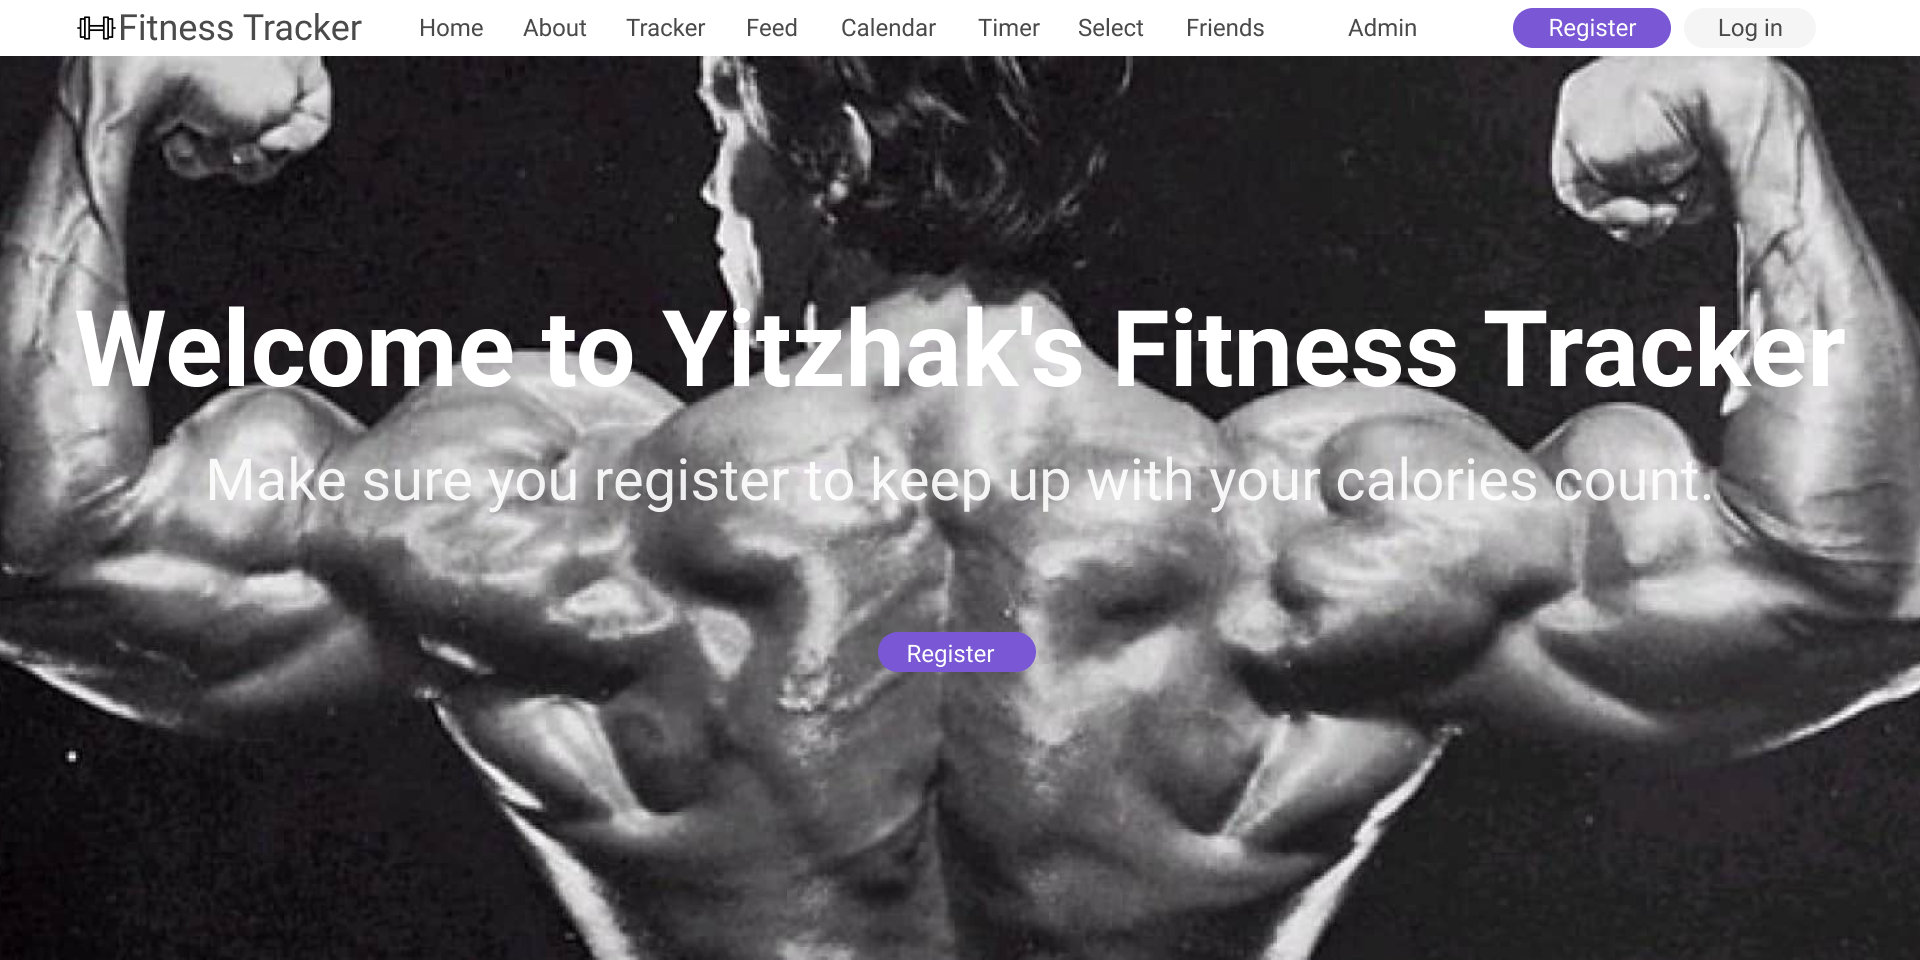 Fitness Tracker Home About Tracker Feed Calendar Timer Select Friends Admin Register Log in
Welcome to Yitzhak's Fitness Tracker
Make sure you register to keep up with your calories count.
Register